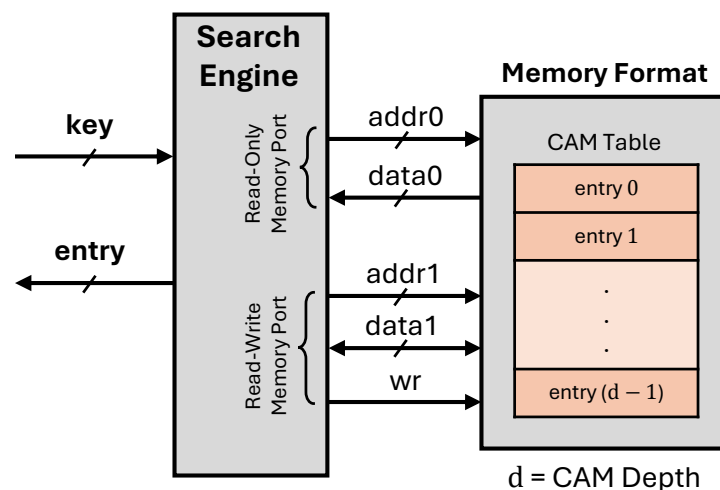 Search
Engine
Memory Format
key
Read-Only
Memory Port
addr0
data0
CAM Table
entry 0
entry 1
.
.
.
entry (d − 1)
entry
Read-Write
Memory Port
addr1
data1
wr
d = CAM Depth